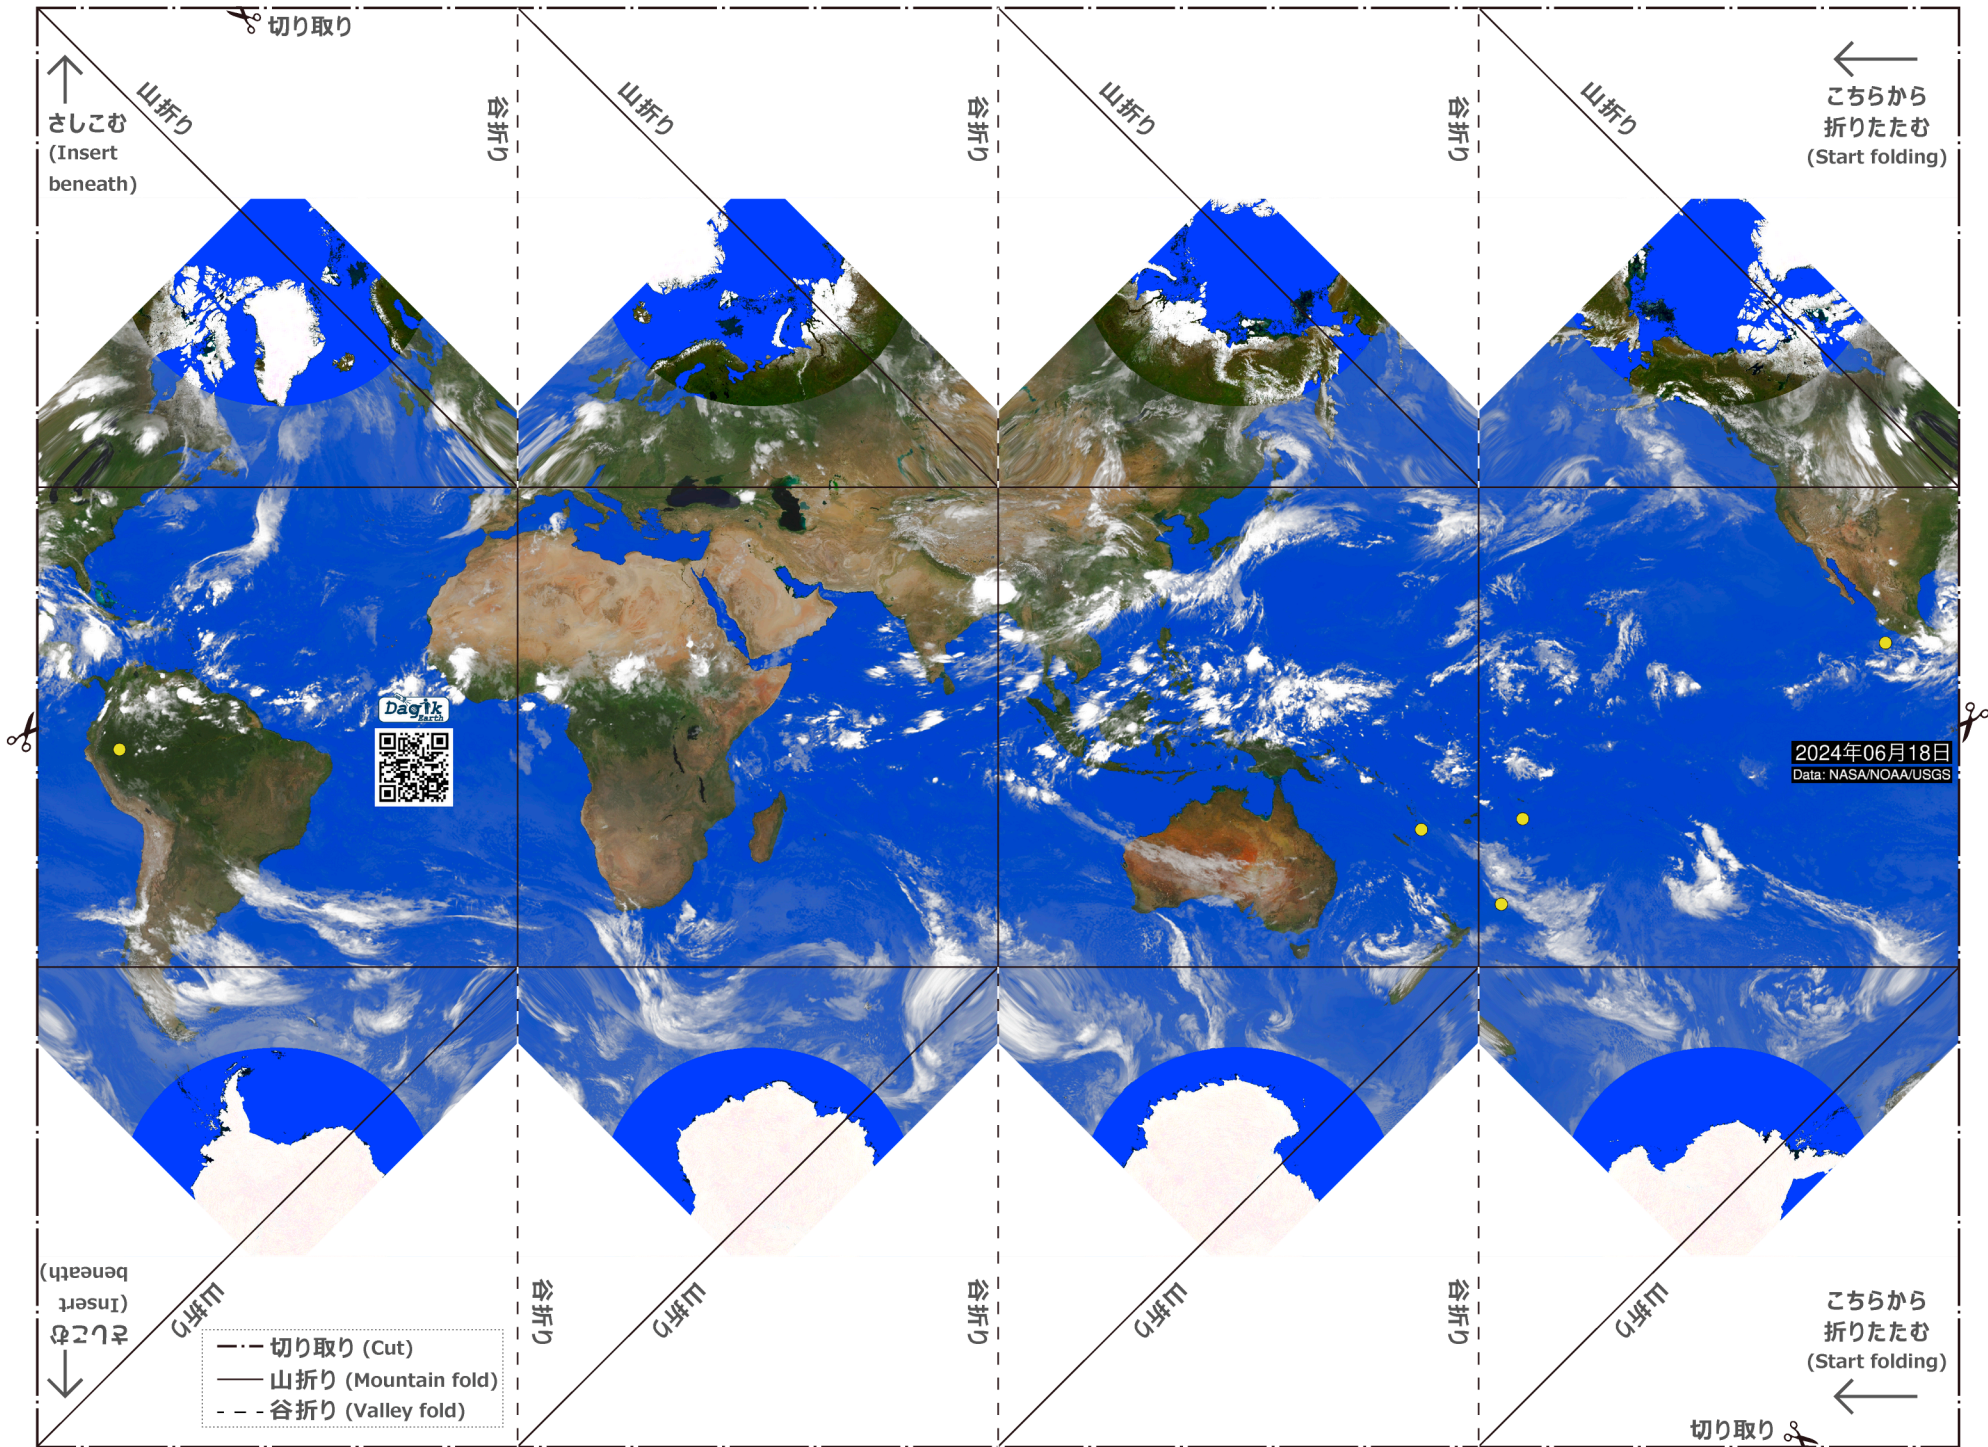 切り取り
さしこむ
(Insert
beneath)
山折り
谷折り
山折り
谷折り
山折り
谷折り
山折り
こちらから
折りたたむ
(Start folding)
Dagik
Earth
2024年06月18日
Data: NASA/NOAA/USGS
さしこむ
(Insert
beneath)
山折り
谷折り
山折り
谷折り
山折り
谷折り
山折り
こちらから
折りたたむ
(Start folding)
切り取り (Cut)
山折り (Mountain fold)
谷折り (Valley fold)
切り取り